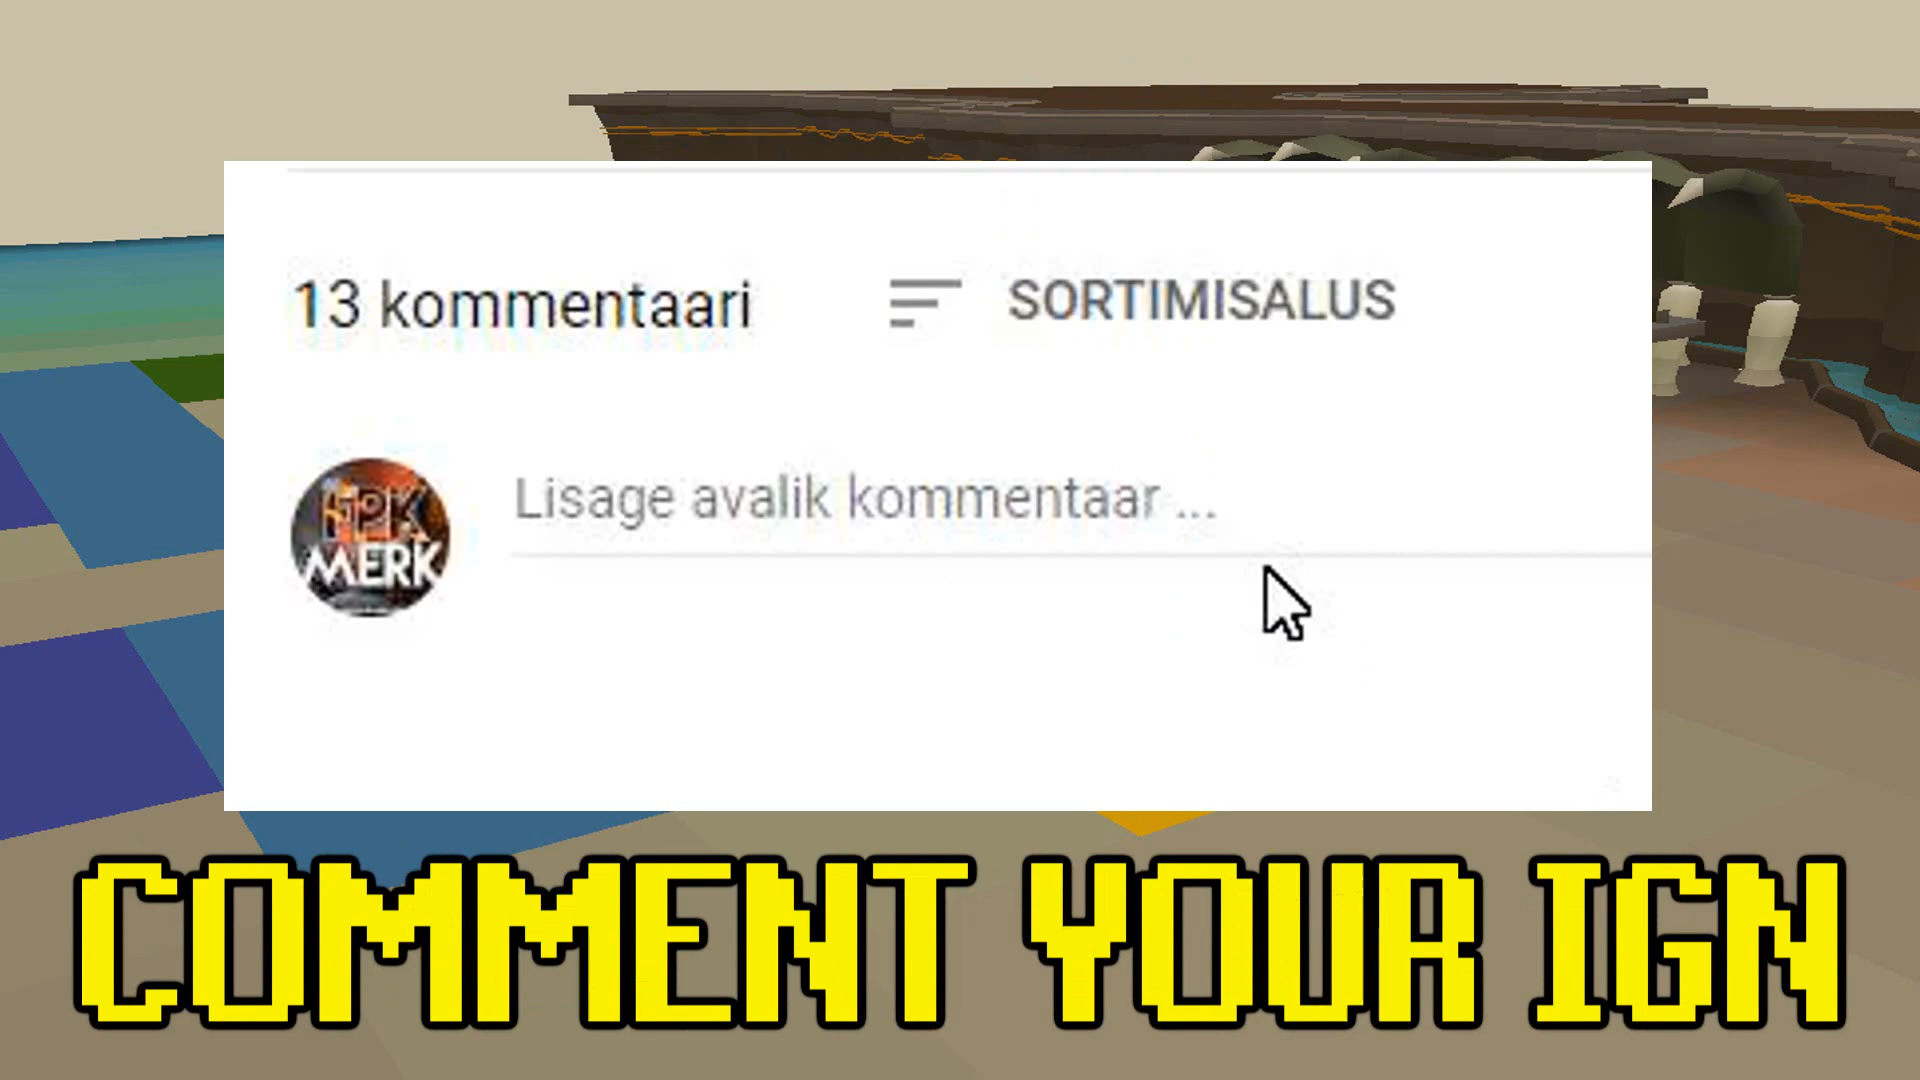 13 kommentaari SORTIMISALUS
MERK
Lisage avalik kommentaar ...
COMMENT YOUR IGN